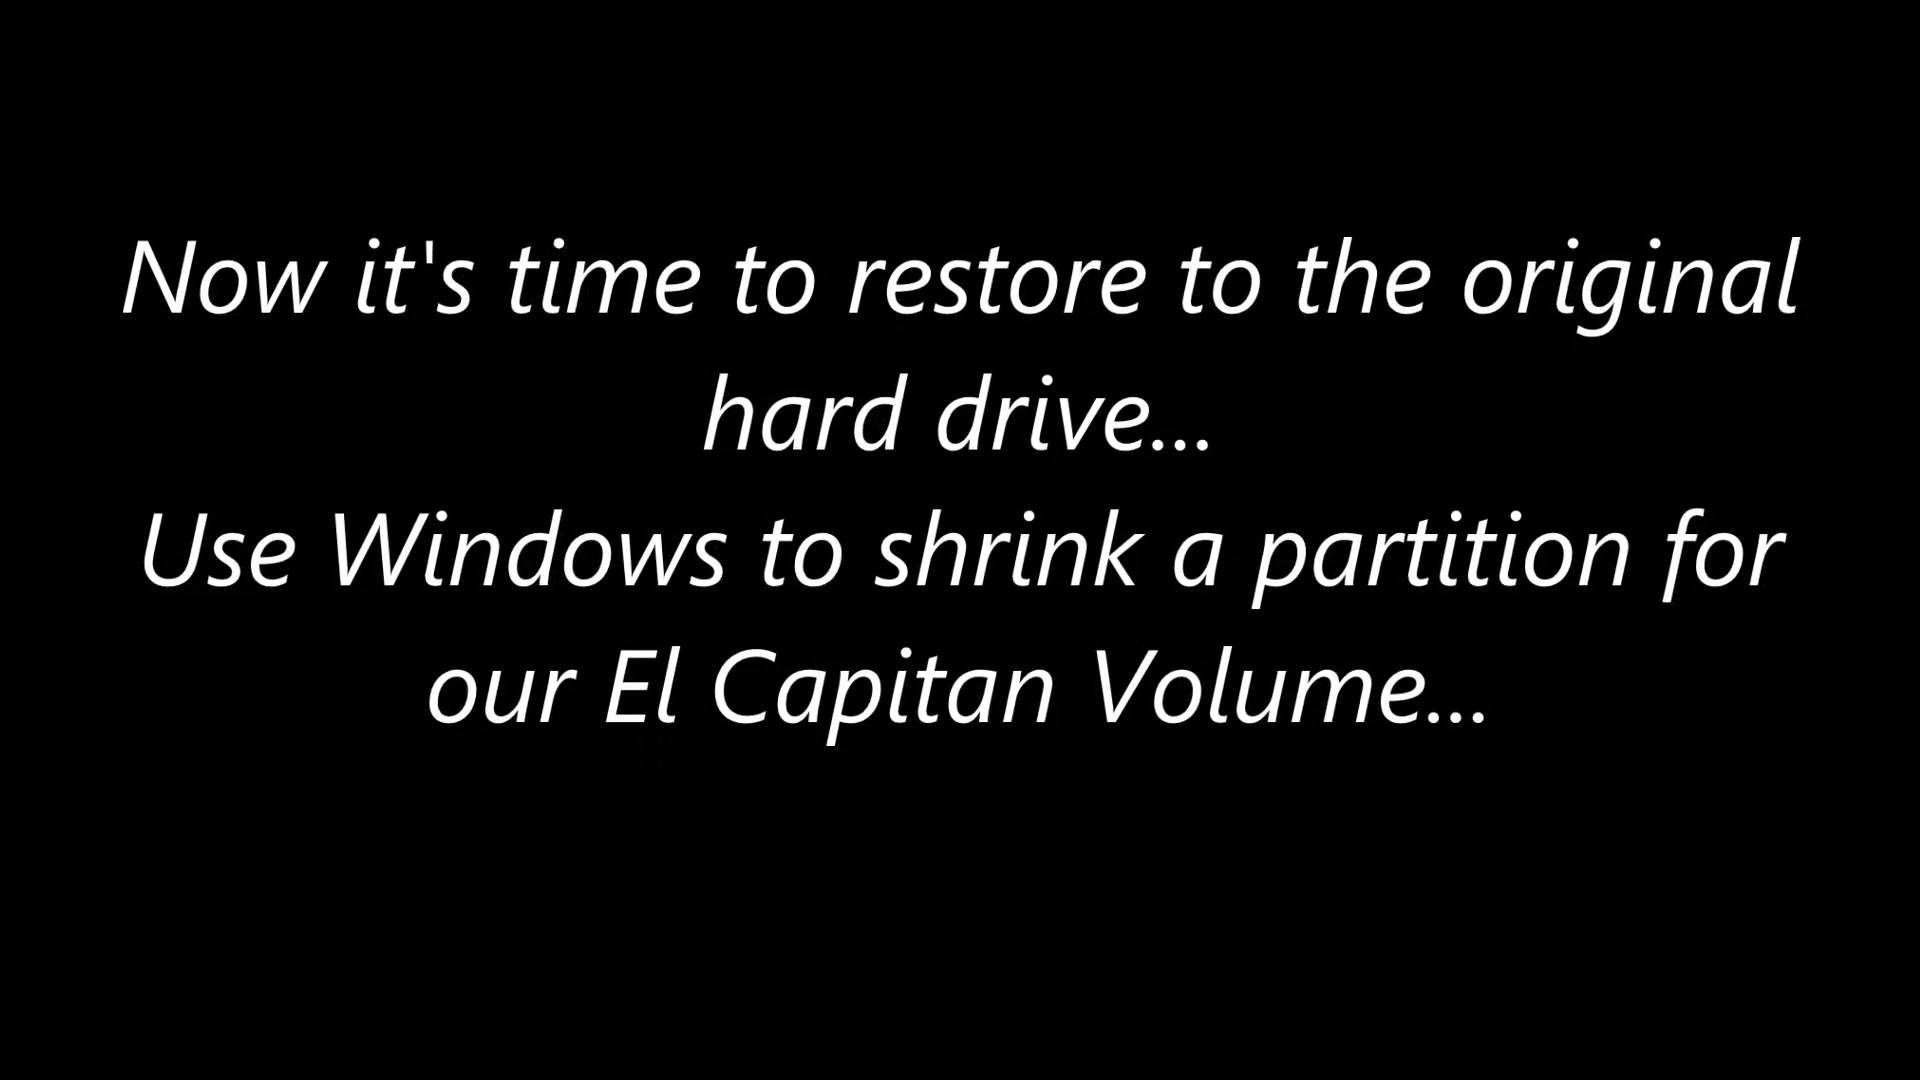 Now it's time to restore to the original
hard drive...
Use Windows to shrink a partition for
our El Capitan Volume...